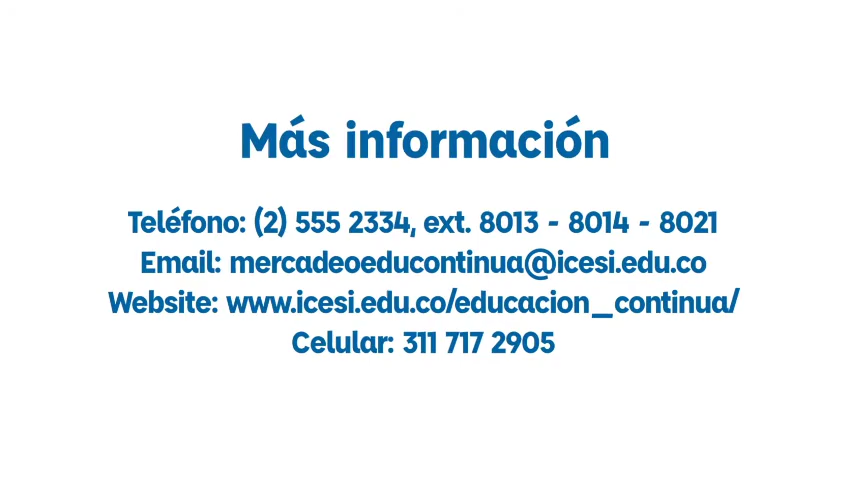 Más información
Teléfono: (2) 555 2334, ext. 8013 - 8014 - 8021
Email: mercadeoeducontinua@icesi.edu.co
Website: www.icesi.edu.co/educacion_continua/
Celular: 311 717 2905